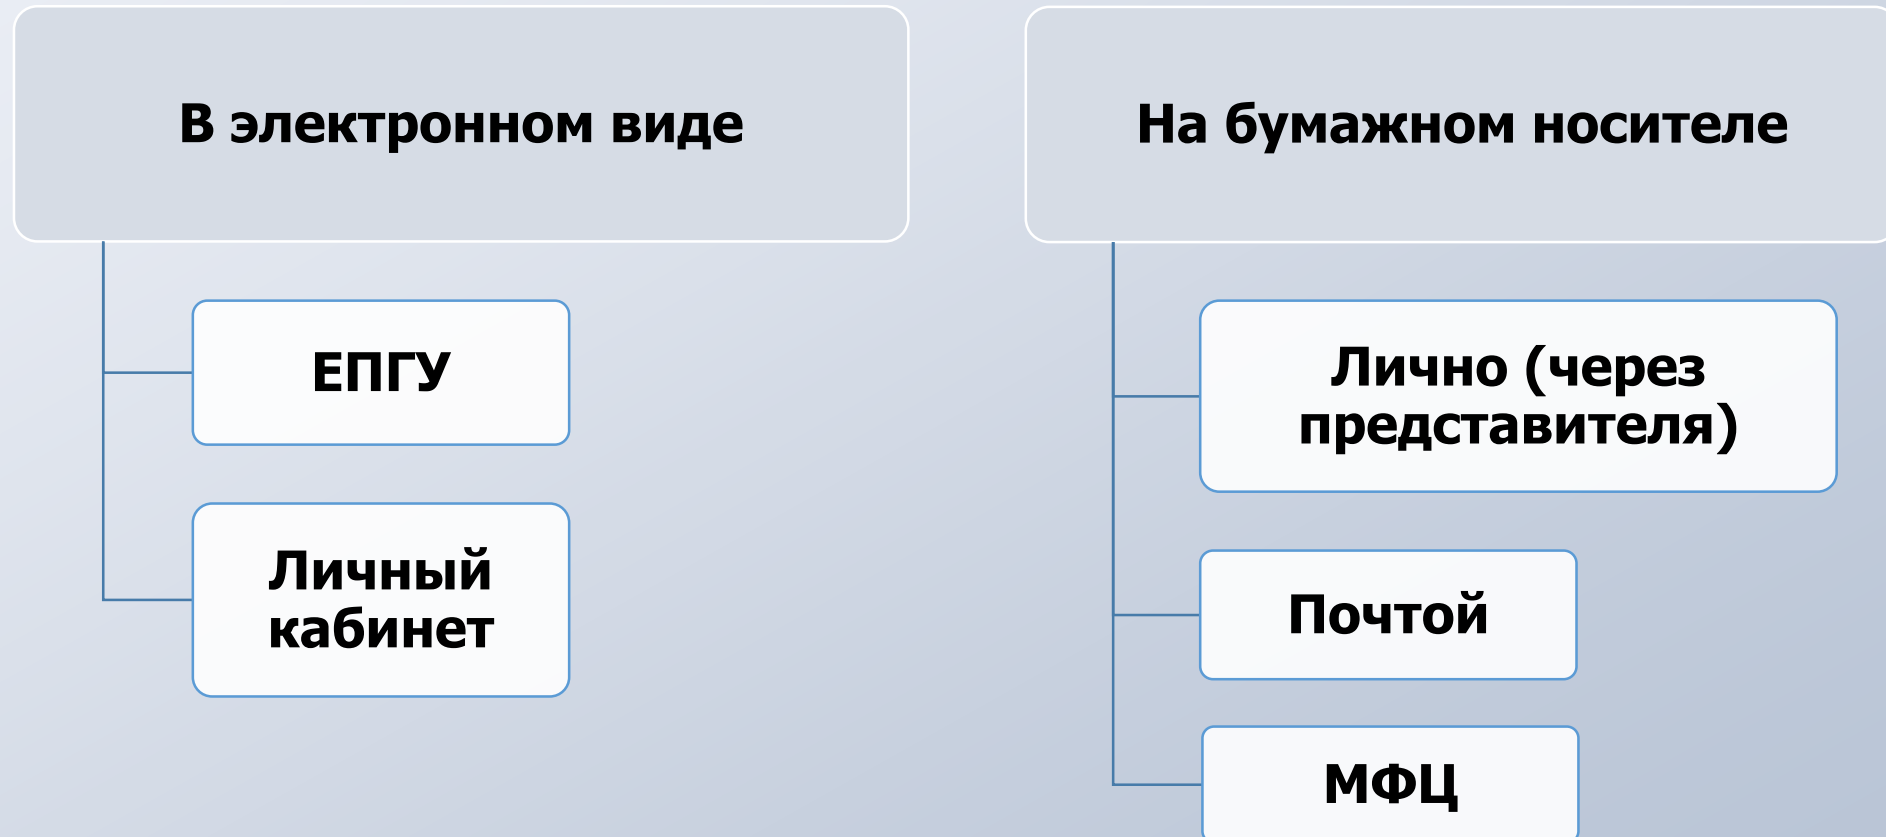 В электронном виде
ЕПГУ
Личный
кабинет
На бумажном носителе
Лично (через
представителя)
Почтой
МФЦ